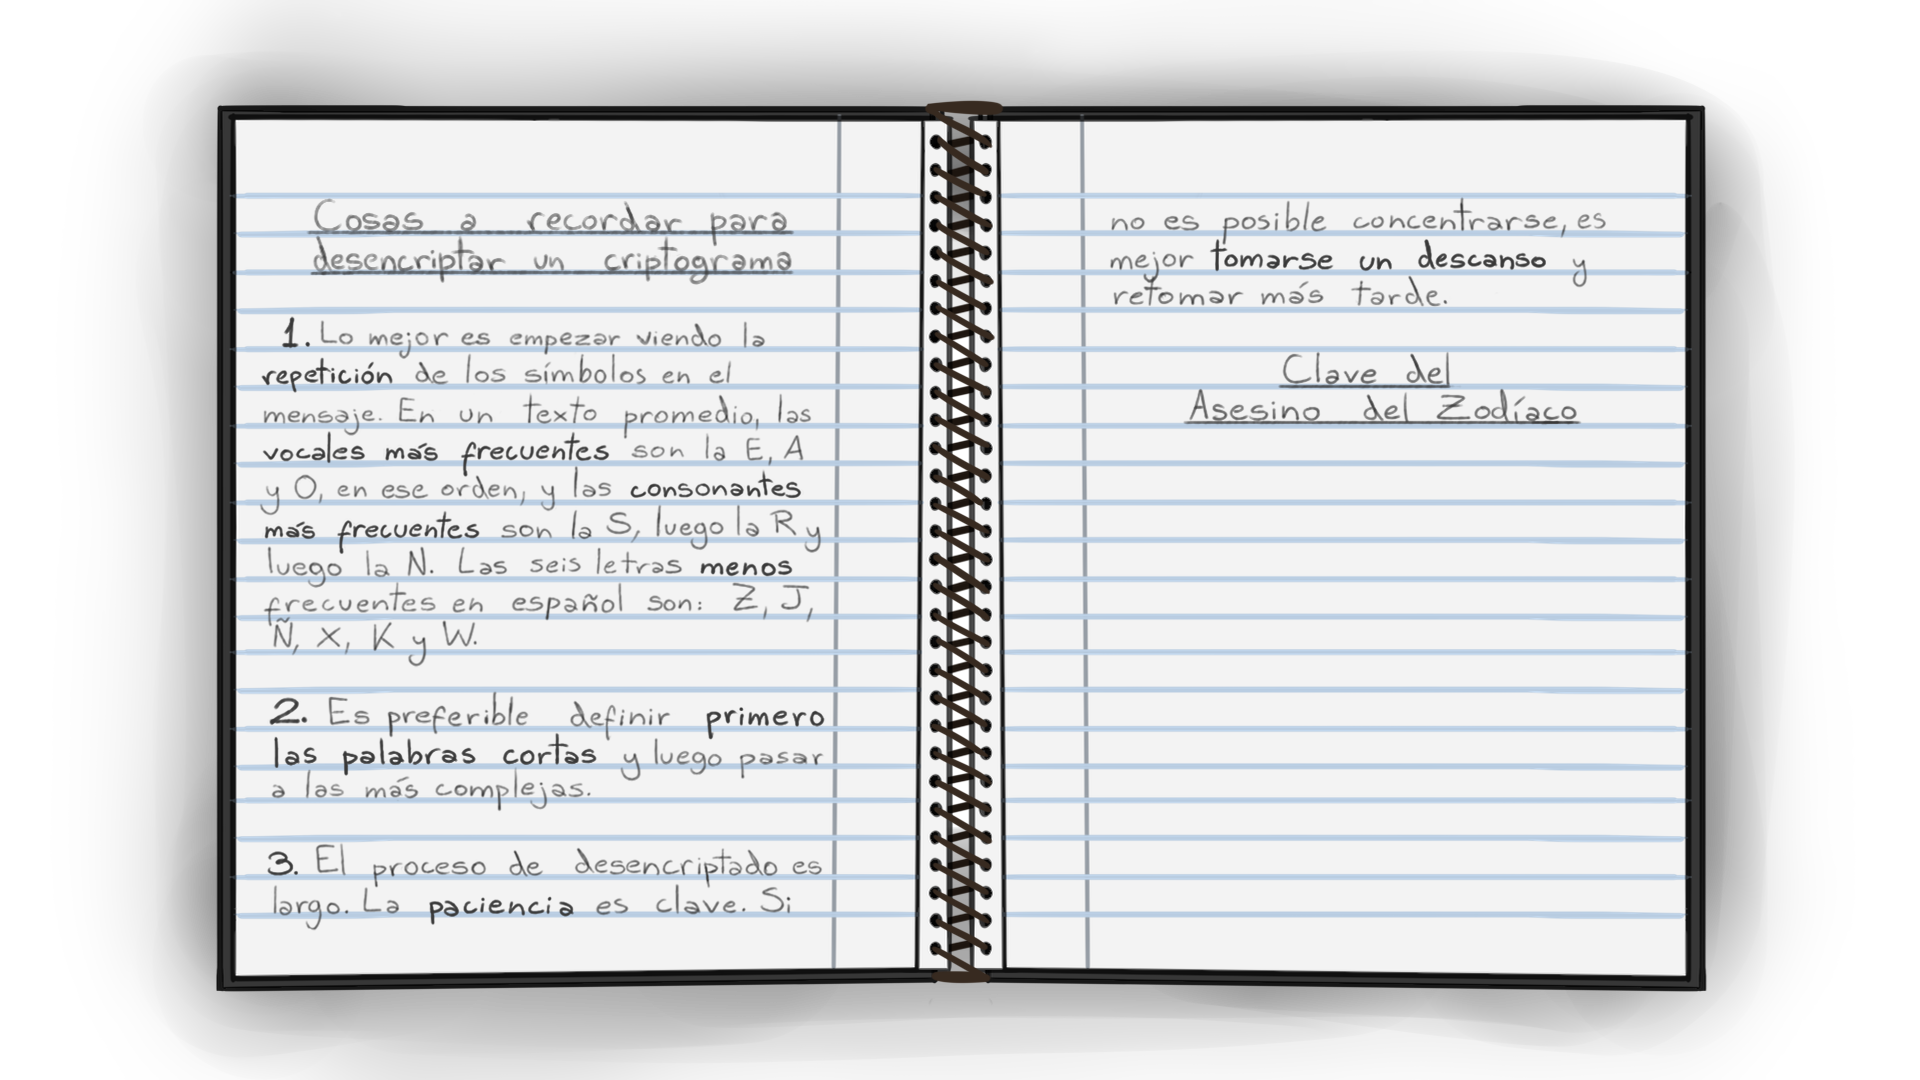 Cosas a recordar para
desencriptar un criptograma
1. Lo mejor es empezar viendo la
repetición de los símbolos en el
mensaje. En un texto promedio, las
vocales más frecuentes son la E, A
y O, en ese orden, y las consonantes
más frecuentes son la S, luego la R y
luego la N. Las seis letras menos
frecuentes en español son: Z, J,
Ñ, X, K y W.
2. Es preferible definir primero
las palabras cortas y luego pasar
a las más complejas.
3. El proceso de desencriptado es
largo. La paciencia es clave. Si
no es posible concentrarse, es
mejor tomarse un descanso y
retomar más tarde.
Clave del
Asesino del Zodíaco